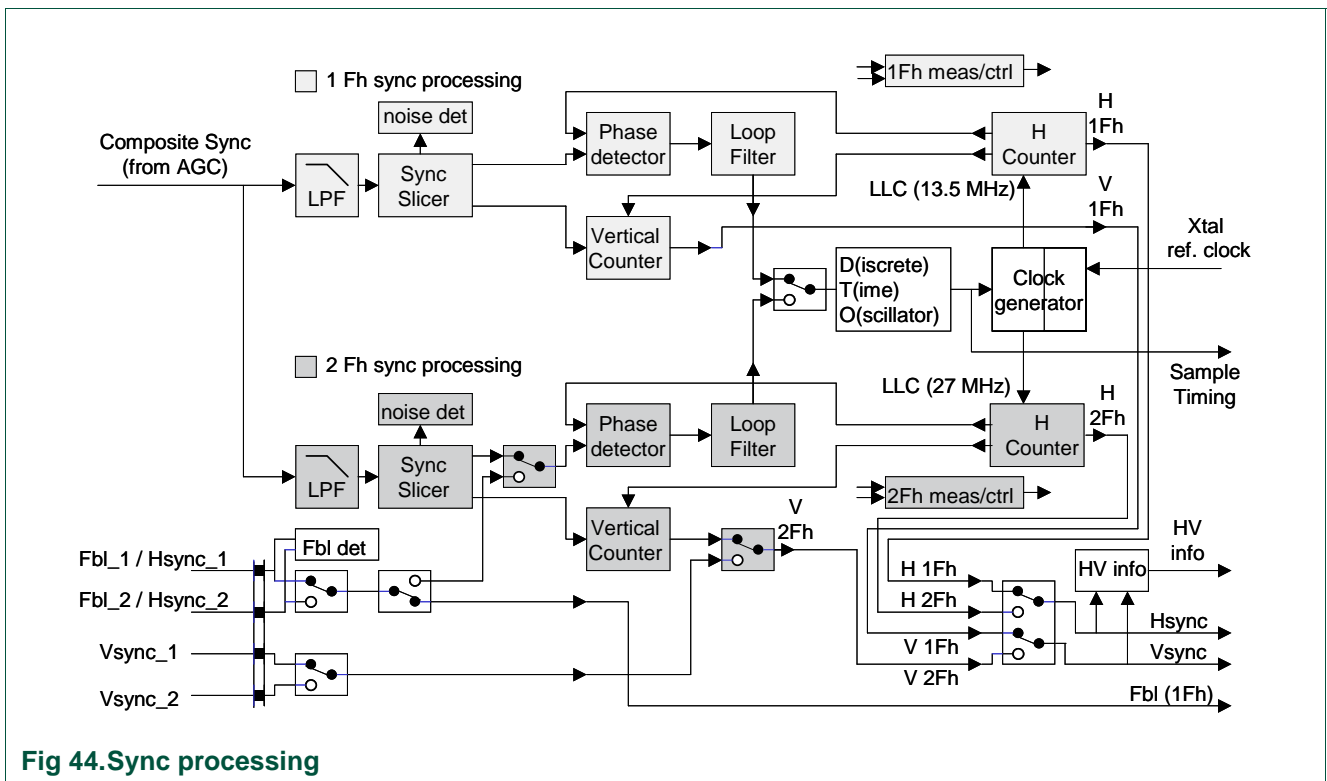 1 Fh sync processing
1Fh meas/ctrl
noise det
Composite Sync
(from AGC)
LPF
Sync
Slicer
Phase
detector
Loop
Filter
H
Counter
H
1Fh
LLC (13.5 MHz)
V
1Fh
Vertical
Counter
Xtal
ref. clock
D(iscrete)
T(ime)
O(scillator)
Clock
generator
2 Fh sync processing
LLC (27 MHz)
Sample
Timing
noise det
Phase
detector
Loop
Filter
H
Counter
H
2Fh
LPF
Sync
Slicer
2Fh meas/ctrl
Vertical
Counter
V
2Fh
Fbl det
Fbl_1 / Hsync_1
Fbl_2 / Hsync_2
Vsync_1
Vsync_2
H 1Fh
H 2Fh
V 1Fh
V 2Fh
HV info
HV
info
Hsync
Vsync
Fbl (1Fh)
Fig 44.Sync processing